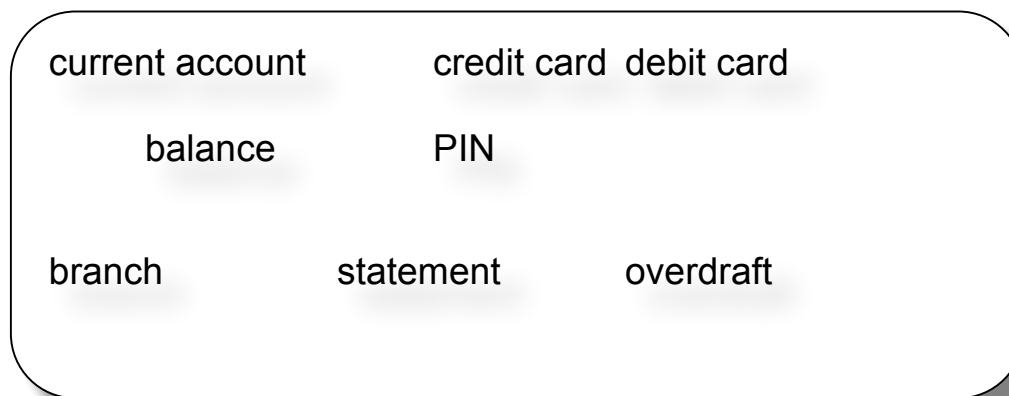 current account credit card debit card
balance PIN
branch statement overdraft